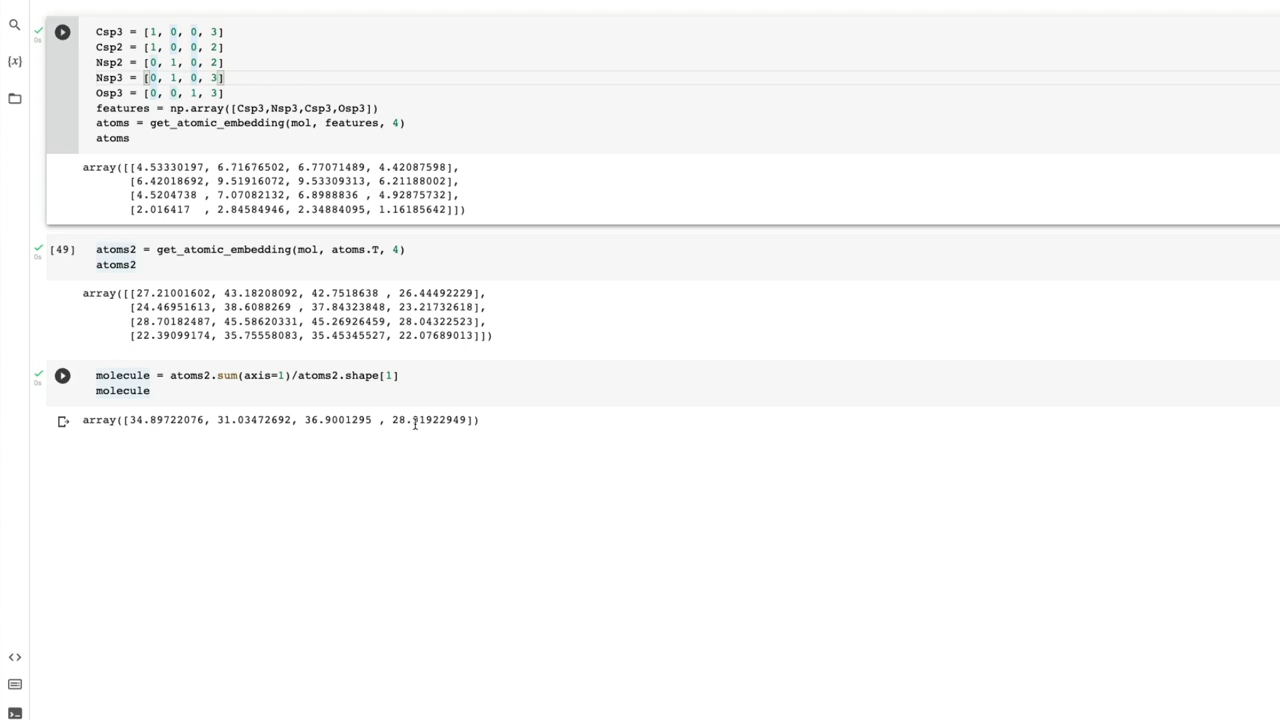 Csp3 = [1, 0, 0, 3]
Csp2 = [1, 0, 0, 2]
Nsp2 = [0, 1, 0, 2]
Nsp3 = [0, 1, 0, 3]
Osp3 = [0, 0, 1, 3]
features = np.array([Csp3,Nsp3,Csp3,Osp3])
atoms = get_atomic_embedding(mol, features, 4)
atoms
0s
array([[4.53330197, 6.71676502, 6.77071489, 4.42087598],
[6.42018692, 9.51916072, 9.53309313, 6.21188002],
[4.5204738 , 7.07082132, 6.8988836 , 4.92875732],
[2.016417  , 2.84584946, 2.34884095, 1.16185642]])
[49] atoms2 = get_atomic_embedding(mol, atoms.T, 4)
0s atoms2
array([[27.21001602, 43.18208092, 42.7518638 , 26.44492229],
[24.46951613, 38.6088269 , 37.84323848, 23.21732618],
[28.70182487, 45.58620331, 45.26926459, 28.04322523],
[22.39099174, 35.75558083, 35.45345527, 22.07689013]])
molecule = atoms2.sum(axis=1)/atoms2.shape[1]
0s molecule
array([34.89722076, 31.03472692, 36.9001295 , 28.91922949])